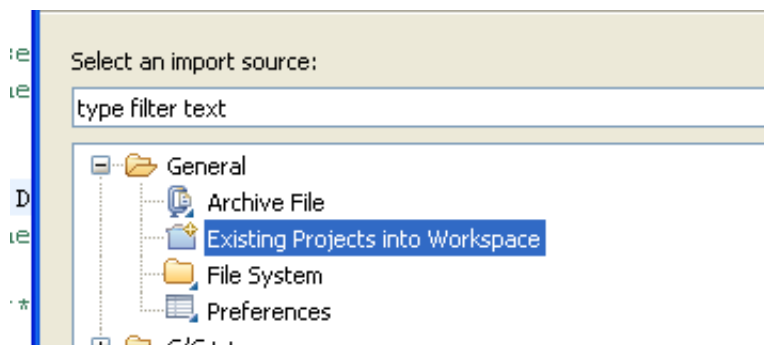 Select an import source:
type filter text
General
Archive File
Existing Projects into Workspace
File System
Preferences